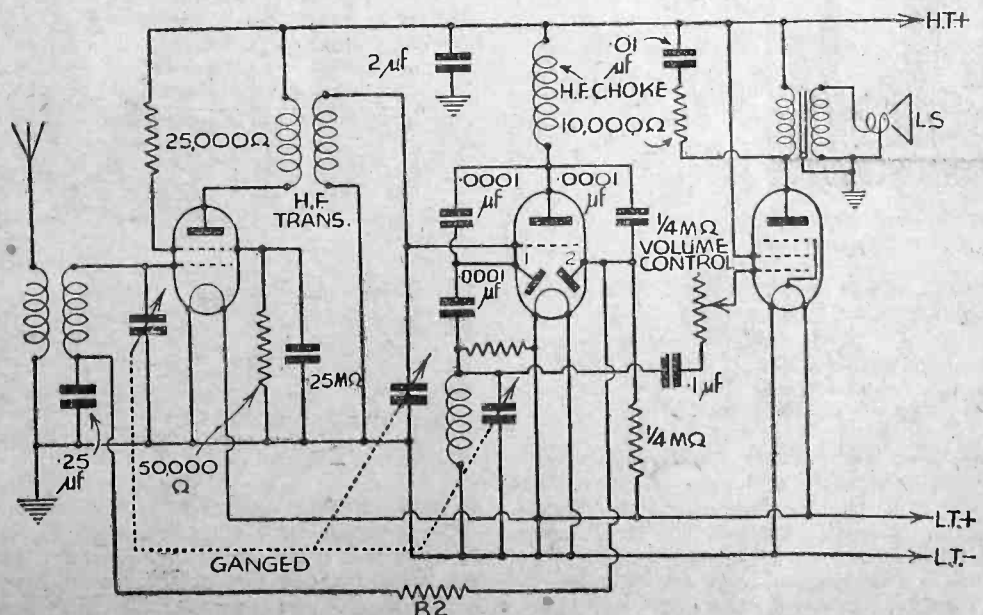 H.T.+
2 µf
.01
µf
H.F. CHOKE
10,000Ω
25,000Ω
L.S
H.F.
TRANS.
.0001
µf
.0001
µf
1/4 MΩ
VOLUME
CONTROL
1
2
.0001
µf
.25MΩ
.1 µf
1/4 MΩ
.25
µf
50,000
Ω
L.T.+
L.T.-
GANGED
R2